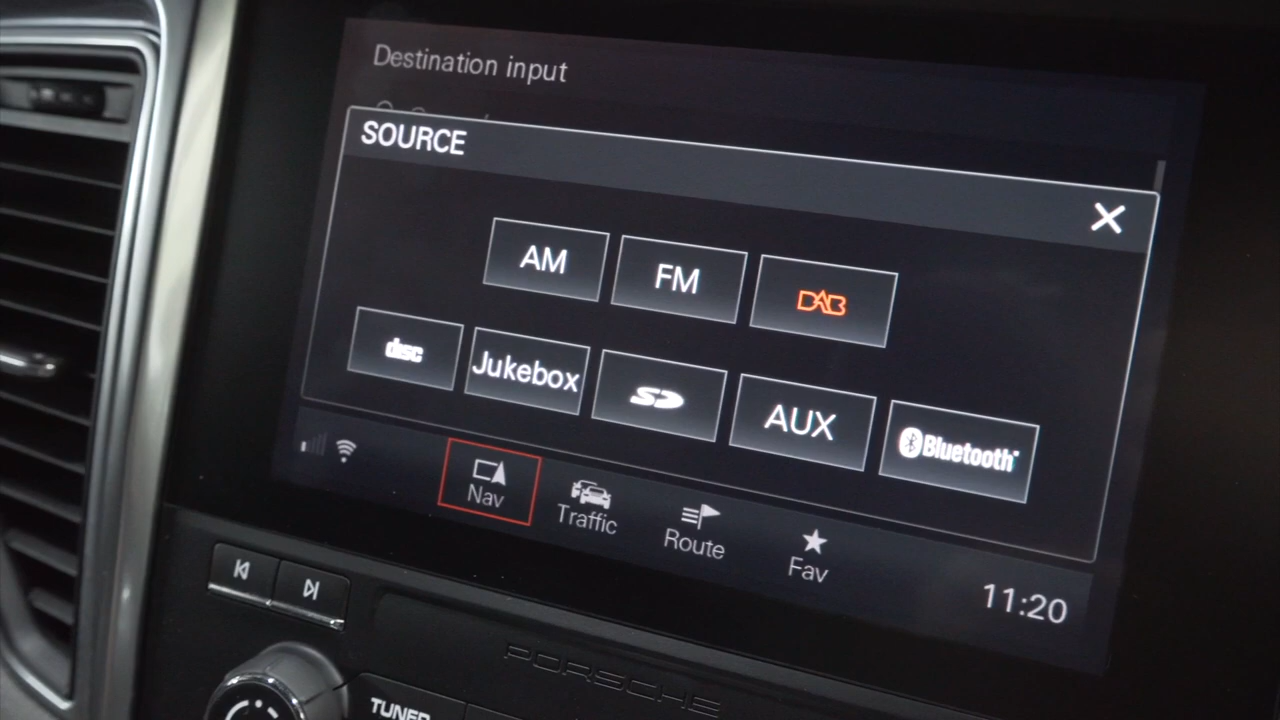 Destination input
SOURCE
AM FM DAB
disc Jukebox SD AUX Bluetooth
Nav Traffic Route Fav
11:20
PORSCHE
TUNER